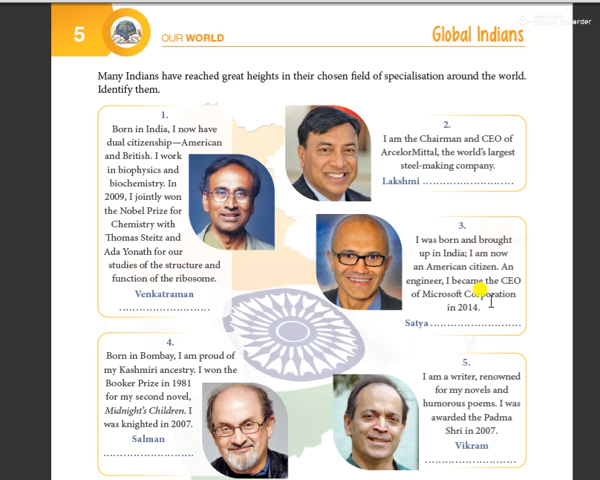 5
OUR WORLD
Global Indians
Many Indians have reached great heights in their chosen field of specialisation around the world.
Identify them.
1.
Born in India, I now have
dual citizenship—American
and British. I work
in biophysics and
biochemistry. In
2009, I jointly won
the Nobel Prize for
Chemistry with
Thomas Steitz and
Ada Yonath for our
studies of the structure and
function of the ribosome.
Venkatraman
............................
2.
I am the Chairman and CEO of
ArcelorMittal, the world's largest
steel-making company.
Lakshmi ............................
3.
I was born and brought
up in India; I am now
an American citizen. An
engineer, I became the CEO
of Microsoft Corporation
in 2014.
Satya ............................
4.
Born in Bombay, I am proud of
my Kashmiri ancestry. I won the
Booker Prize in 1981
for my second novel,
Midnight's Children. I
was knighted in 2007.
Salman
............................
5.
I am a writer, renowned
for my novels and
humorous poems. I was
awarded the Padma
Shri in 2007.
Vikram
............................